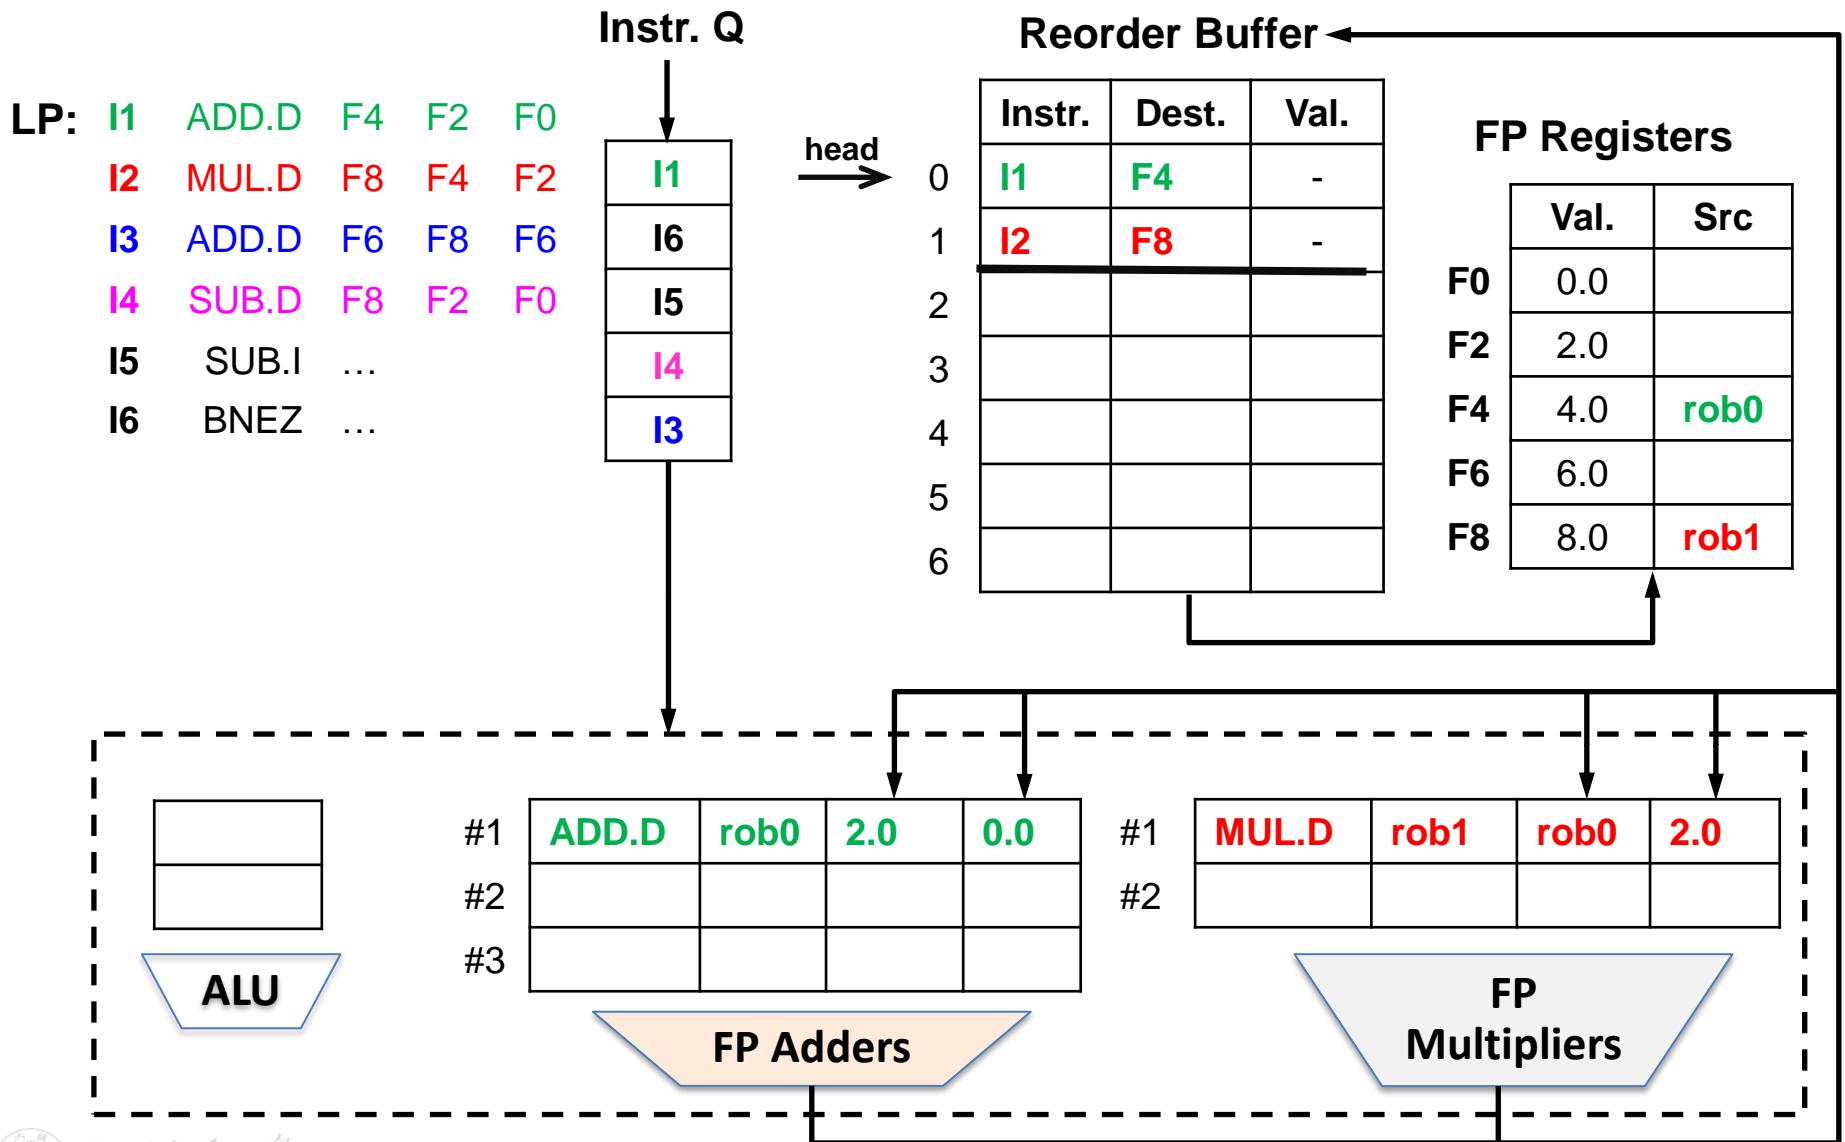 Instr. Q
Reorder Buffer
LP: I1 ADD.D F4 F2 F0
I2 MUL.D F8 F4 F2
I3 ADD.D F6 F8 F6
I4 SUB.D F8 F2 F0
I5 SUB.I …
I6 BNEZ …
I1
I6
I5
I4
I3
head
Instr. Dest. Val.
0 I1 F4 -
1 I2 F8 -
2
3
4
5
6
FP Registers
Val. Src
F0 0.0
F2 2.0
F4 4.0 rob0
F6 6.0
F8 8.0 rob1
ALU
#1 ADD.D rob0 2.0 0.0
#2
#3
FP Adders
#1 MUL.D rob1 rob0 2.0
#2
FP
Multipliers